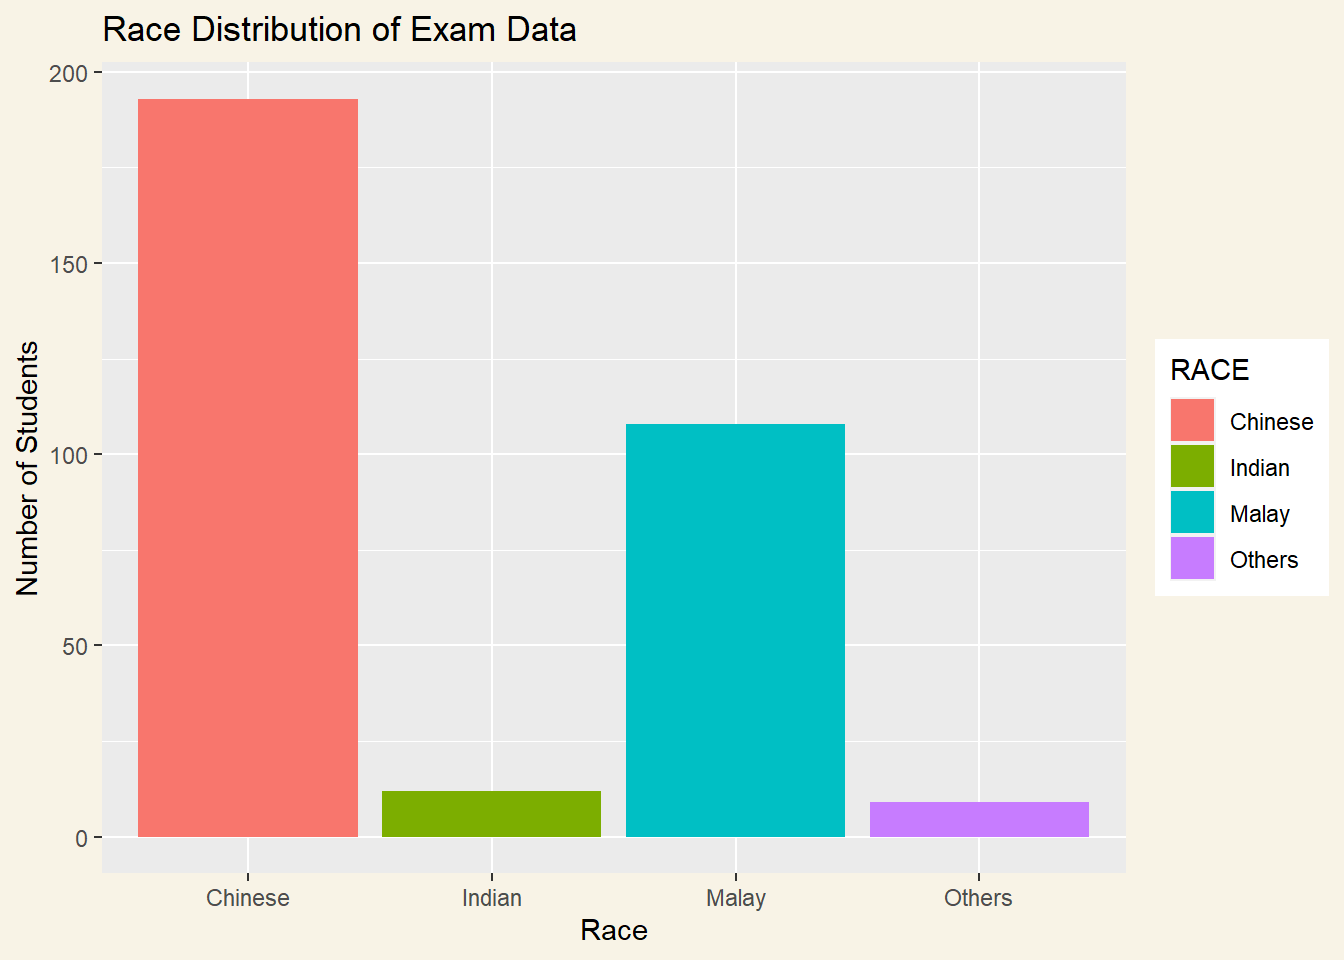 Race Distribution of Exam Data
Number of Students
200
150
100
50
0
Chinese
Indian
Malay
Others
Race
RACE
Chinese
Indian
Malay
Others